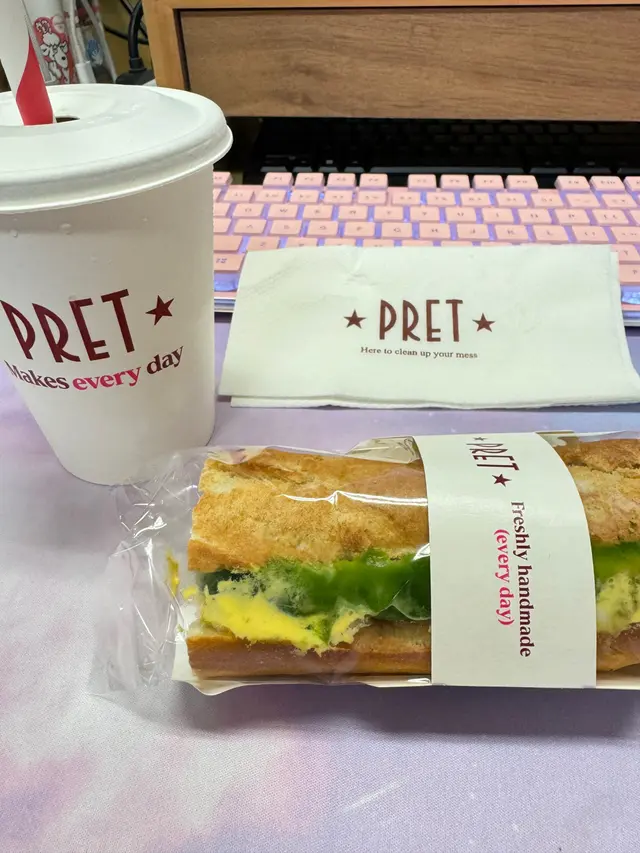 PRET
Makes every day
PRET
Here to clean up your mess
PRET
Freshly handmade
(every day)